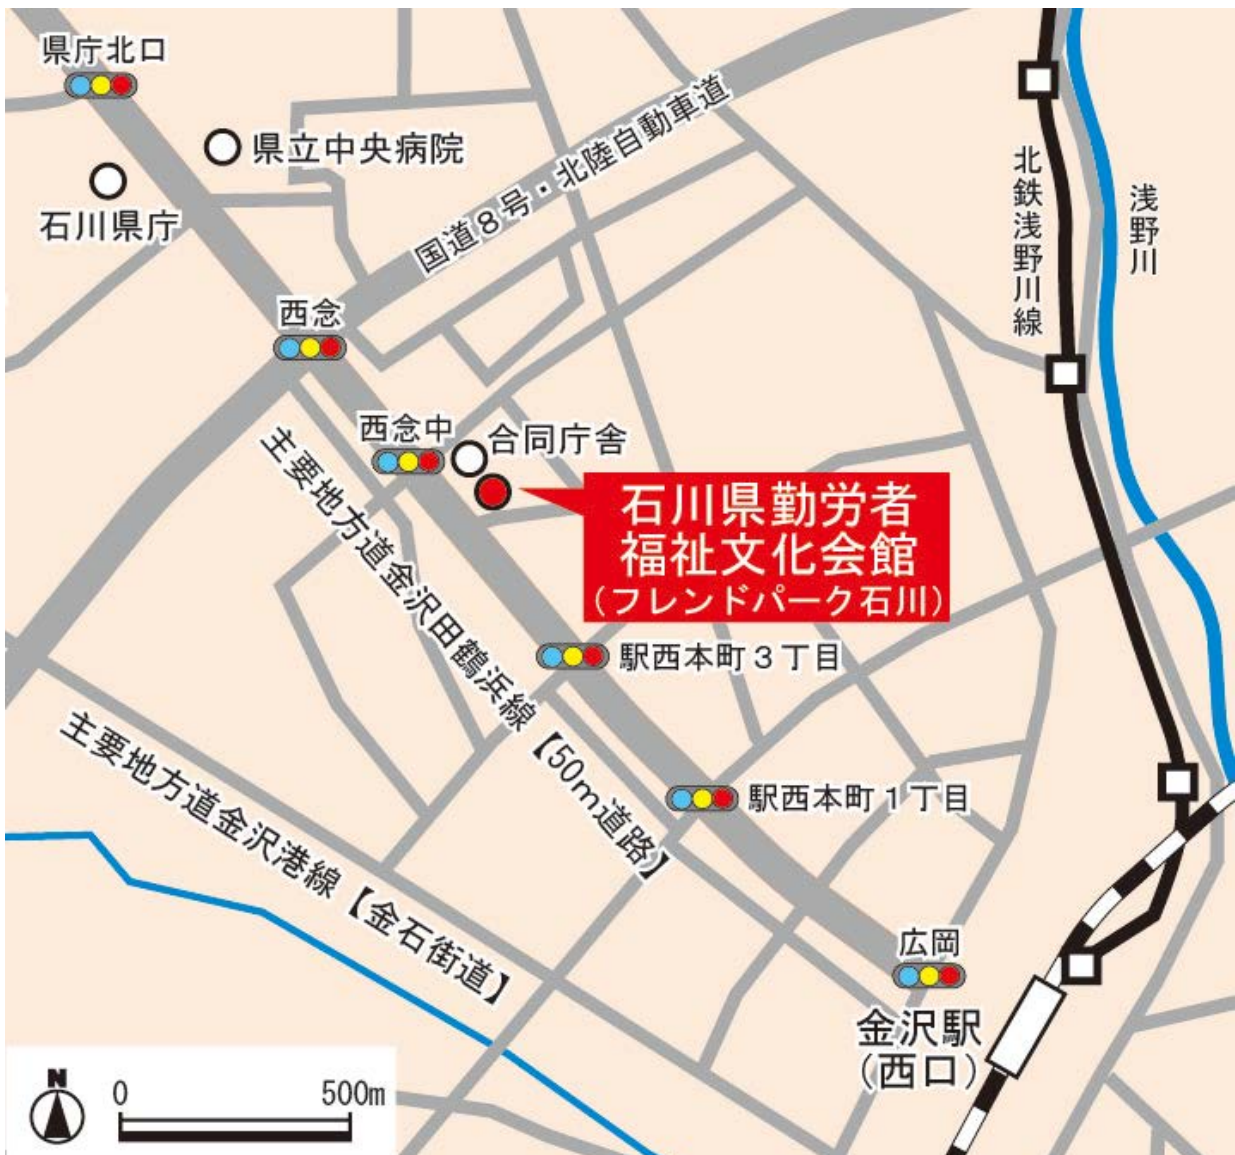 県庁北口
県立中央病院
石川県庁
国道８号・北陸自動車道
北鉄浅野川線
浅野川
西念
西念中
合同庁舎
石川県勤労者
福祉文化会館
（フレンドパーク石川）
主要地方道金沢田鶴浜線【50m道路】
駅西本町３丁目
主要地方道金沢港線【金石街道】
駅西本町１丁目
広岡
金沢駅
（西口）
N
0
500m